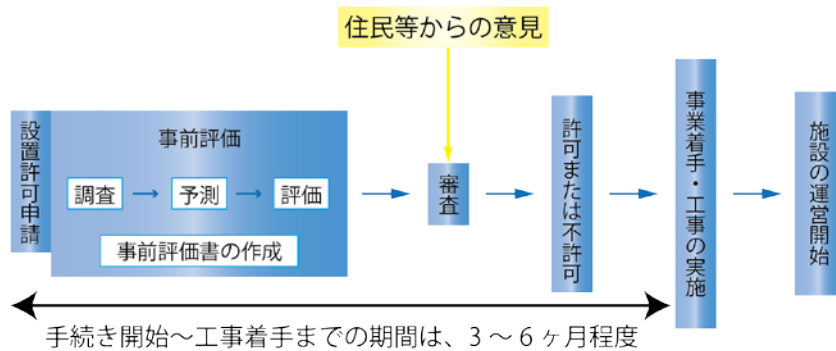 住民等からの意見
設置許可申請
事前評価
調査
予測
評価
事前評価書の作成
審査
許可または不許可
事業着手・工事の実施
施設の運営開始
手続き開始～工事着手までの期間は、3～6ヶ月程度